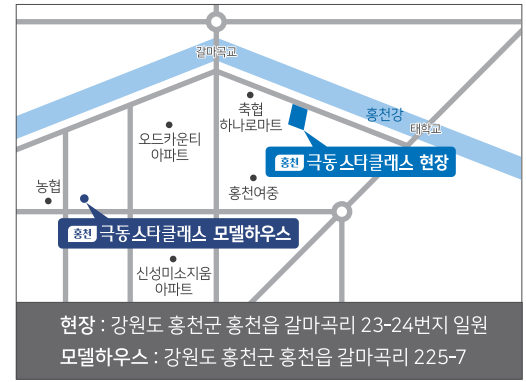 갈마곡교
축협
하나로마트
홍천강
태학교
오드카운티
아파트
홍천 극동스타클래스 현장
농협
홍천여중
홍천 극동스타클래스 모델하우스
신성미소지움
아파트
현장 : 강원도 홍천군 홍천읍 갈마곡리 23-24번지 일원
모델하우스 : 강원도 홍천군 홍천읍 갈마곡리 225-7